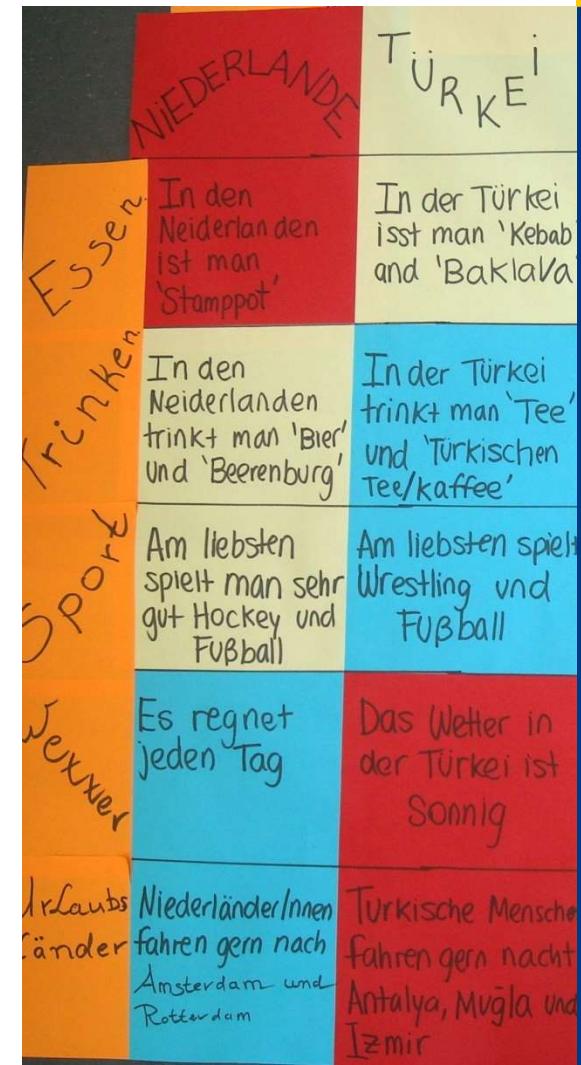 NiEDERLANDE
TÜRKEi
Essen
In den
Neiderlanden
ist man
'Stamppot'
In der Türkei
isst man 'Kebab'
and 'Baklava'
Trinken
In den
Neiderlanden
trinkt man 'Bier'
und 'Beerenburg'
In der Türkei
trinkt man 'Tee'
und 'Türkischen
Tee/kaffee'
Sport
Am liebsten
spielt man sehr
gut Hockey und
Fußball
Am liebsten spielt
Wrestling und
Fußball
Wetter
Es regnet
jeden Tag
Das Wetter in
der Türkei ist
Sonnig
Urlaubs
Länder
Niederländer/Innen
fahren gern nach
Amsterdam und
Rotterdam
Turkische Mensche
fahren gern nacht
Antalya, Muğla und
Izmir